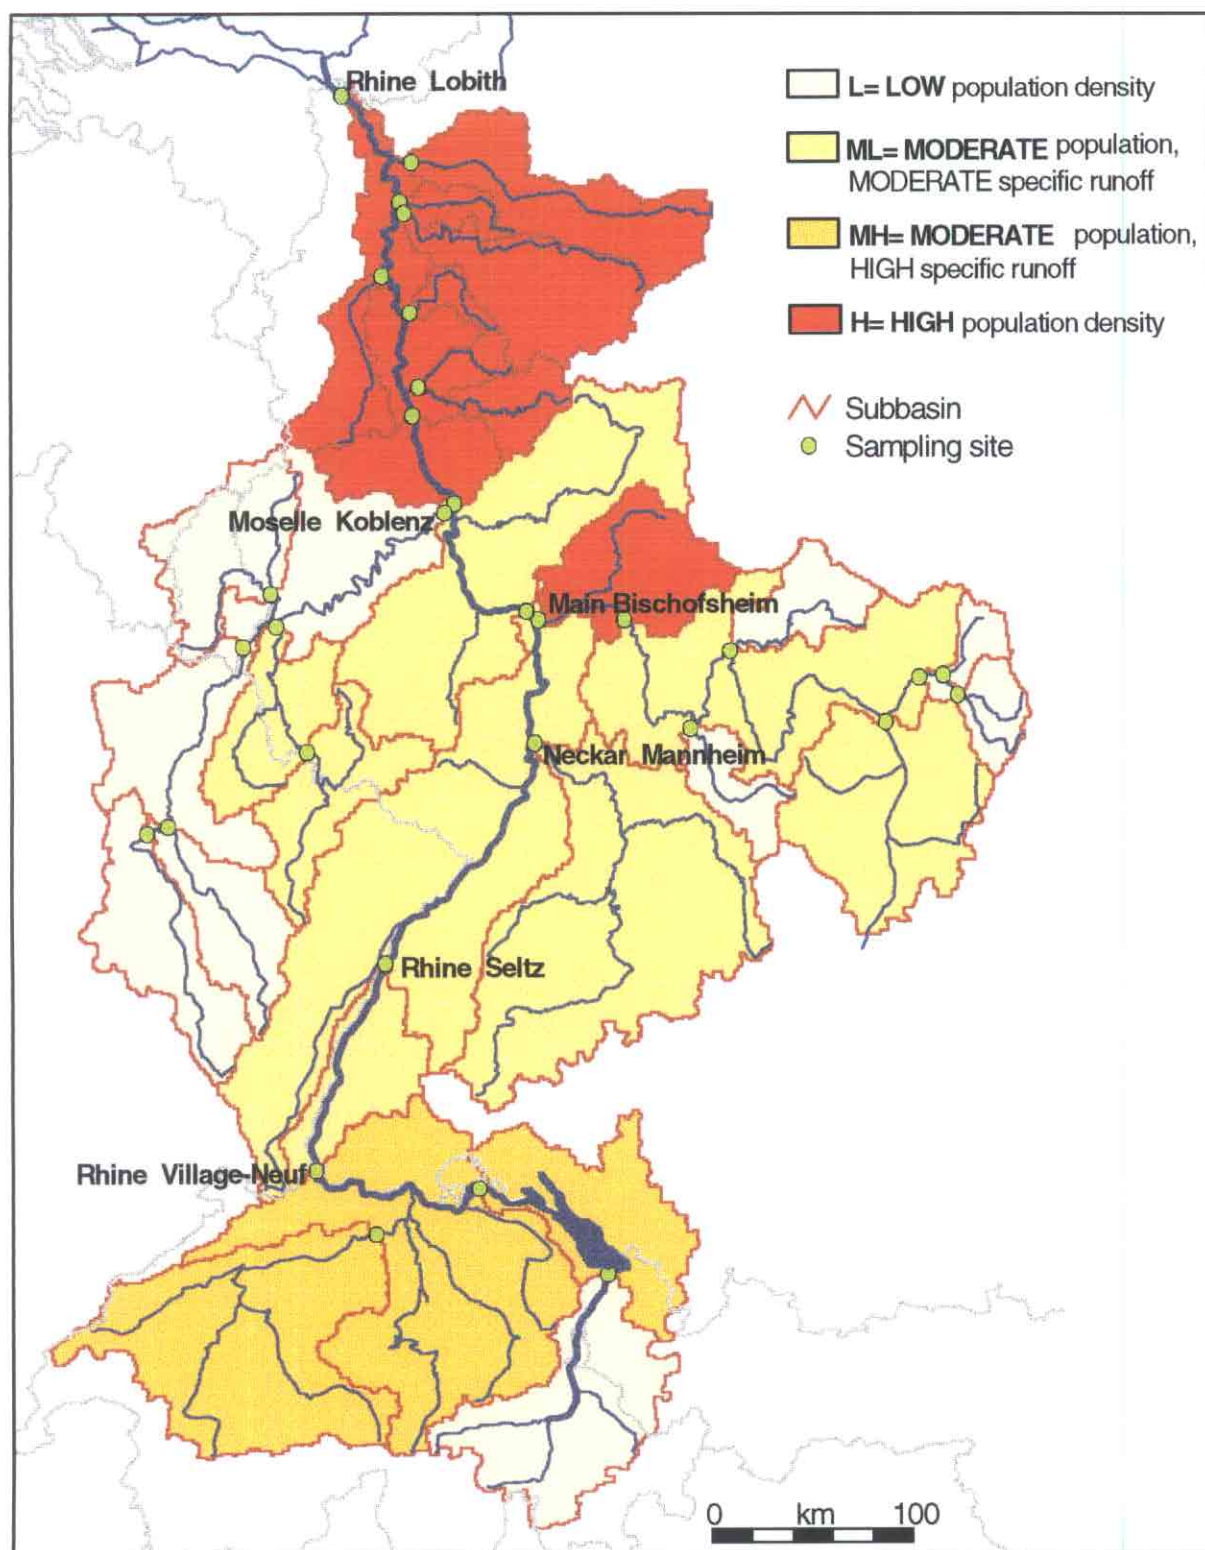 Rhine Lobith
L= LOW population density
ML= MODERATE population,
MODERATE specific runoff
MH= MODERATE population,
HIGH specific runoff
H= HIGH population density
Subbasin
Sampling site
Moselle Koblenz
Main Bischofsheim
Neckar Mannheim
Rhine Seltz
Rhine Village-Neuf
0 km 100